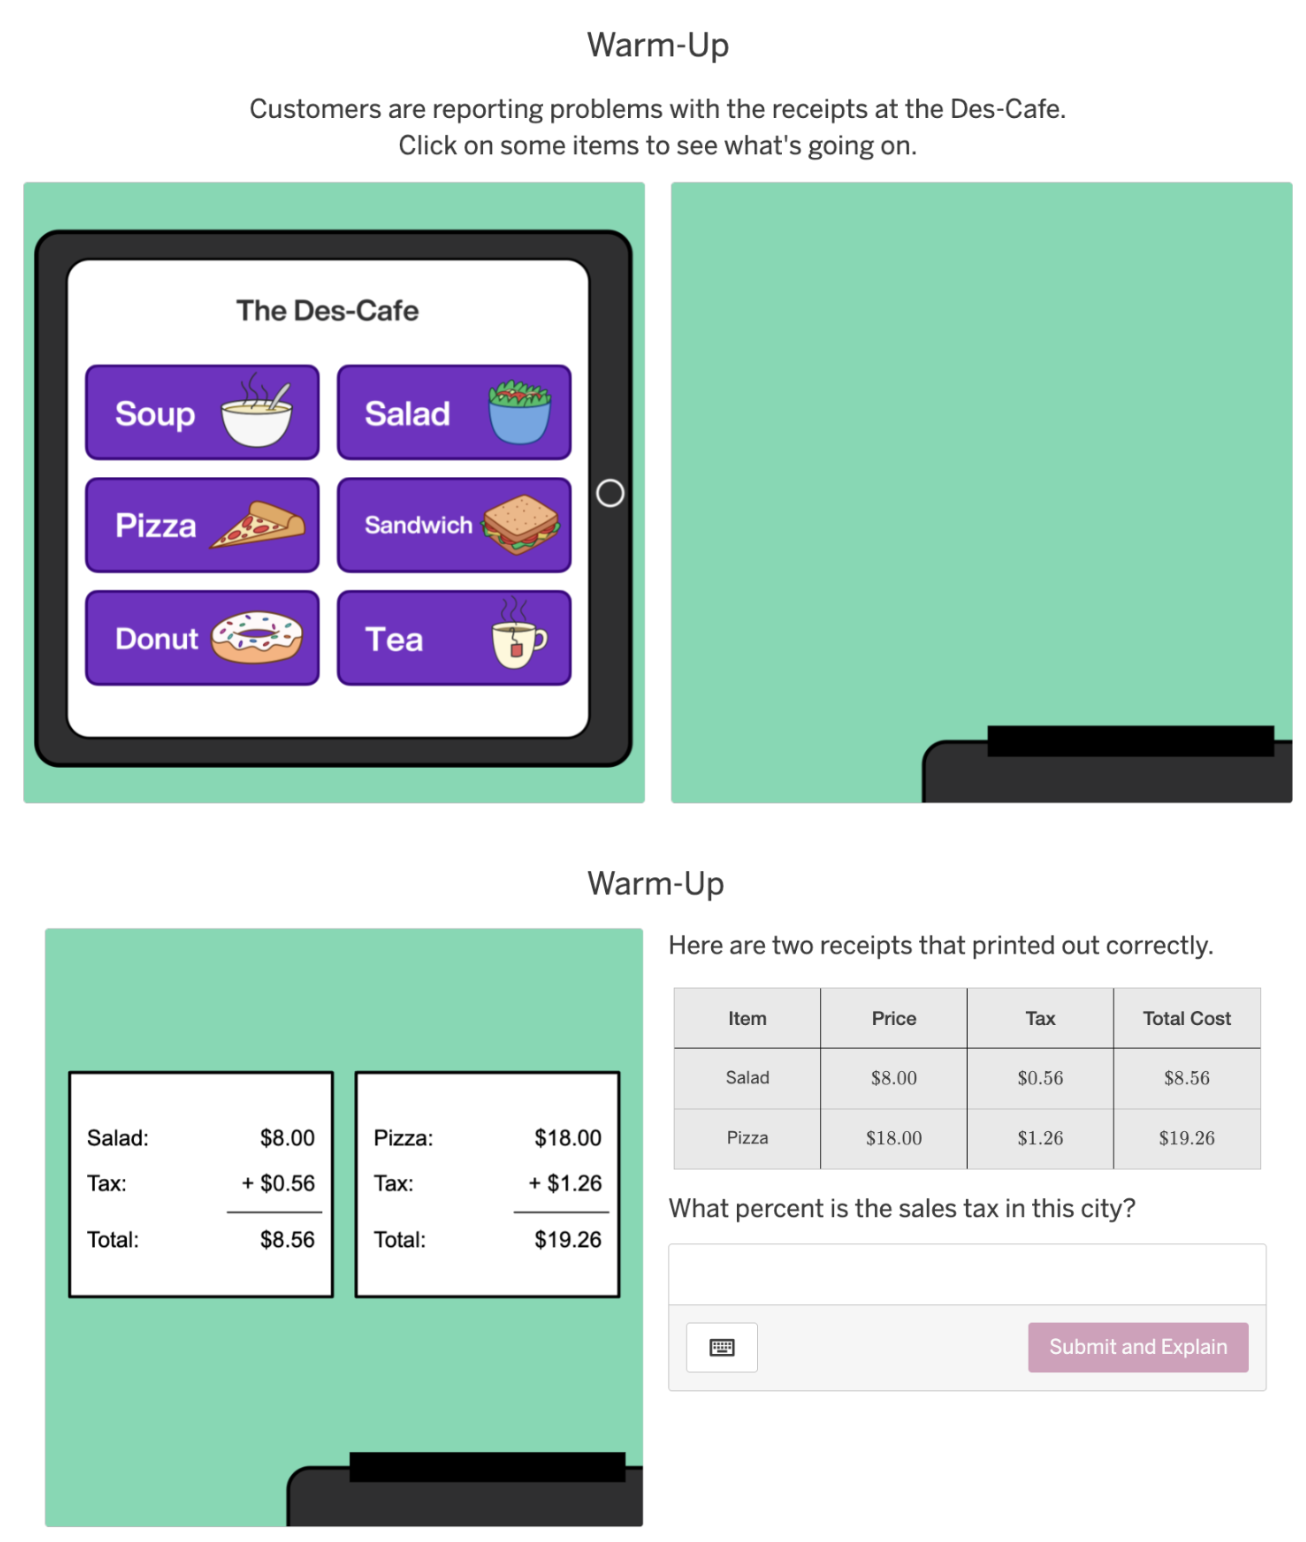 Warm-Up
Customers are reporting problems with the receipts at the Des-Cafe.
Click on some items to see what's going on.
The Des-Cafe
Soup
Salad
Pizza
Sandwich
Donut
Tea
Warm-Up
Salad: $8.00
Tax: + $0.56
Total: $8.56
Pizza: $18.00
Tax: + $1.26
Total: $19.26
Here are two receipts that printed out correctly.
Item Price Tax Total Cost
Salad $8.00 $0.56 $8.56
Pizza $18.00 $1.26 $19.26
What percent is the sales tax in this city?
Submit and Explain